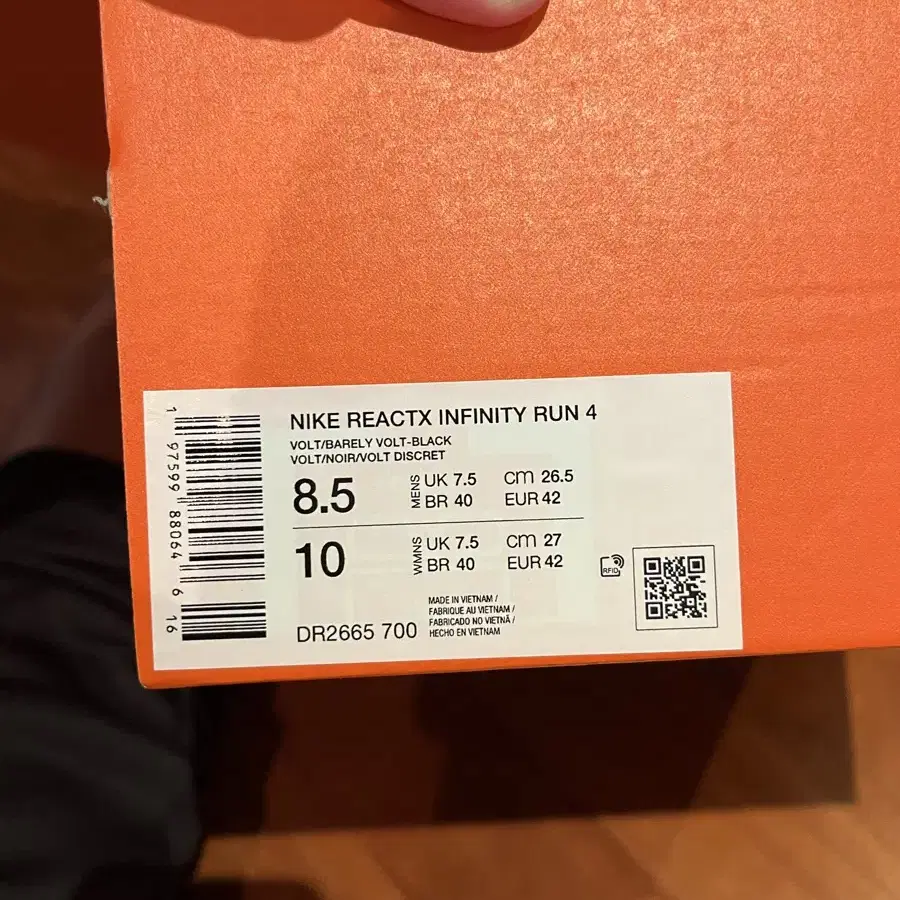 NIKE REACTX INFINITY RUN 4
VOLT/BARELY VOLT-BLACK
VOLT/NOIR/VOLT DISCRET
8.5 MENS UK 7.5 CM 26.5
BR 40 EUR 42
10 WMNS UK 7.5 CM 27
BR 40 EUR 42
RFID
MADE IN VIETNAM /
FABRIQUE AU VIETNAM /
FABRICADO NO VIETNÃ /
HECHO EN VIETNAM
DR2665 700
1 97599 88064 6 16